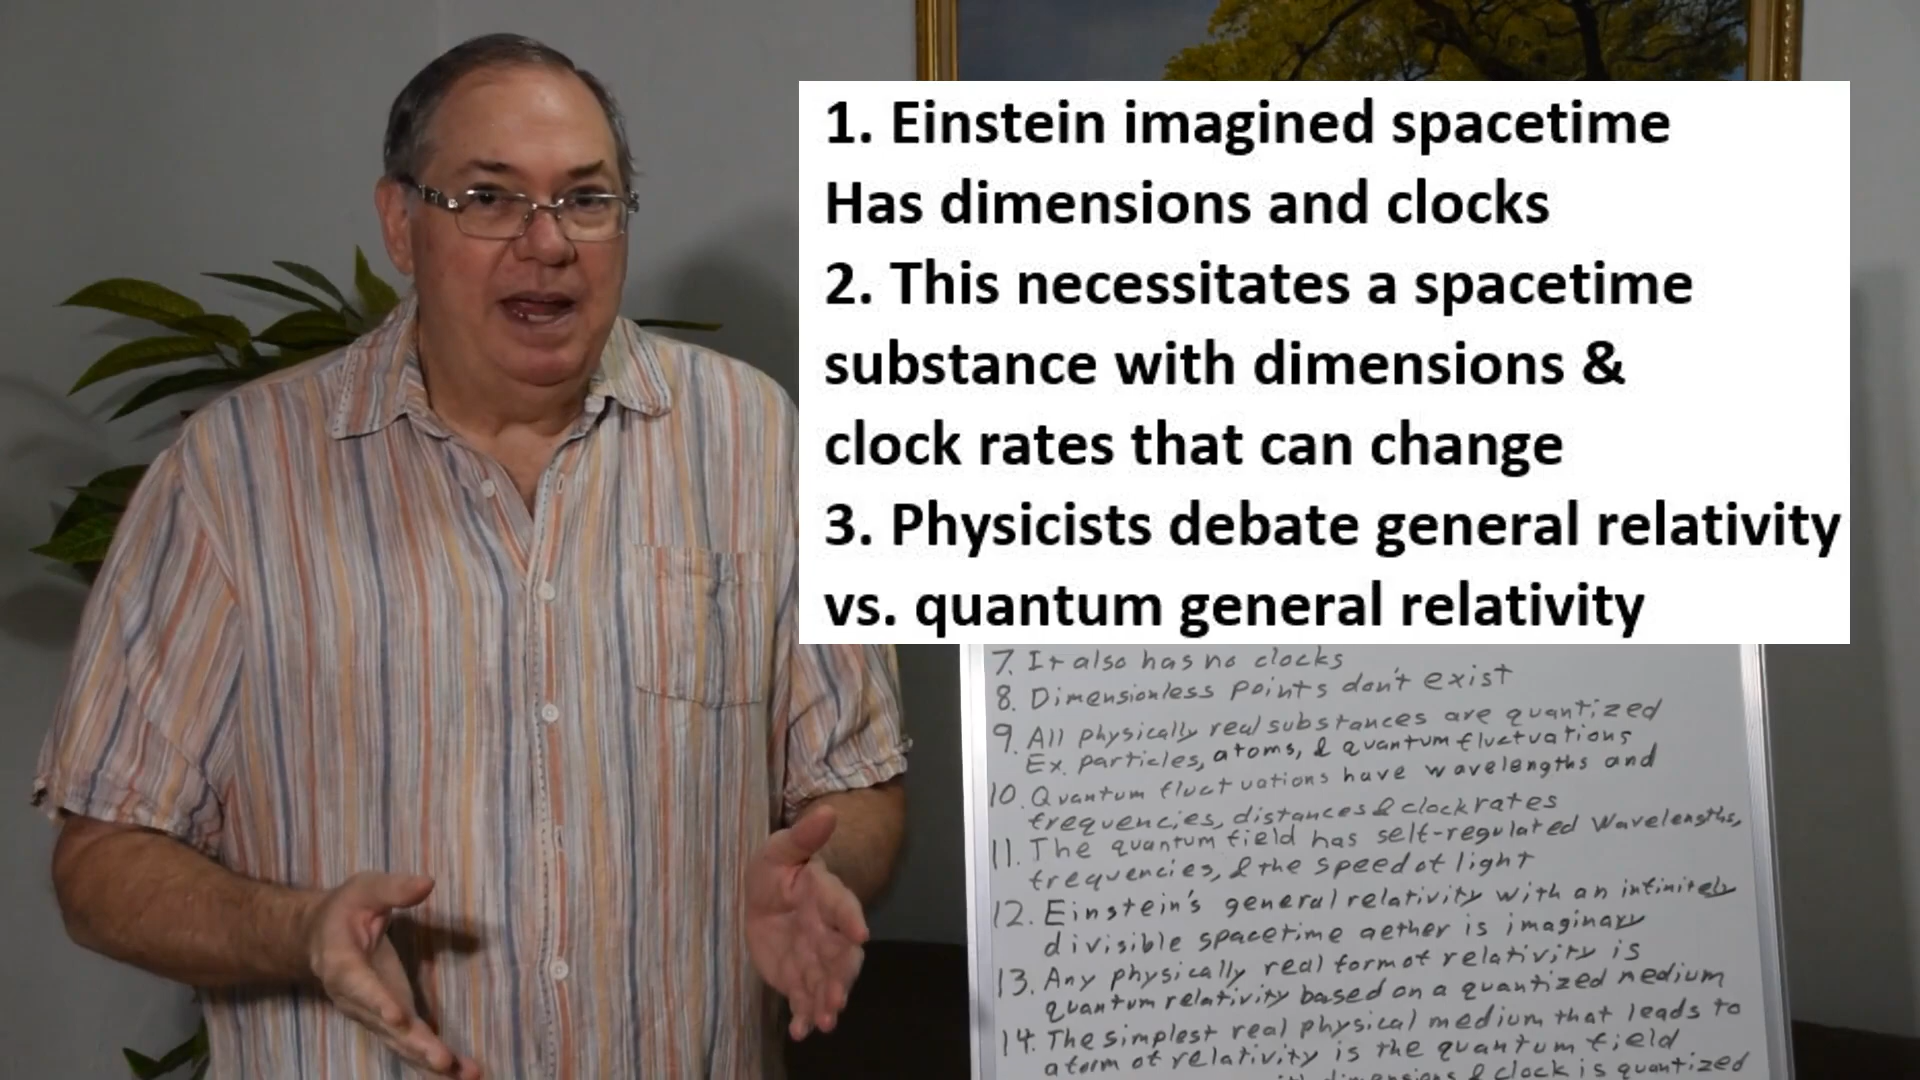 1. Einstein imagined spacetime
Has dimensions and clocks
2. This necessitates a spacetime
substance with dimensions &
clock rates that can change
3. Physicists debate general relativity
vs. quantum general relativity
7. It also has no clocks
8. Dimensionless points don't exist
9. All physically real substances are quantized
Ex. particles, atoms, & quantum fluctuations
10. Quantum fluctuations have wavelengths and
frequencies, distances & clock rates
11. The quantum field has self-regulated wavelengths,
frequencies, & the speed of light
12. Einstein's general relativity with an infinitely
divisible spacetime aether is imaginary
13. Any physically real form of relativity is
quantum relativity based on a quantized medium
14. The simplest real physical medium that leads to
a form of relativity is the quantum field
dimensions & clock is quantized